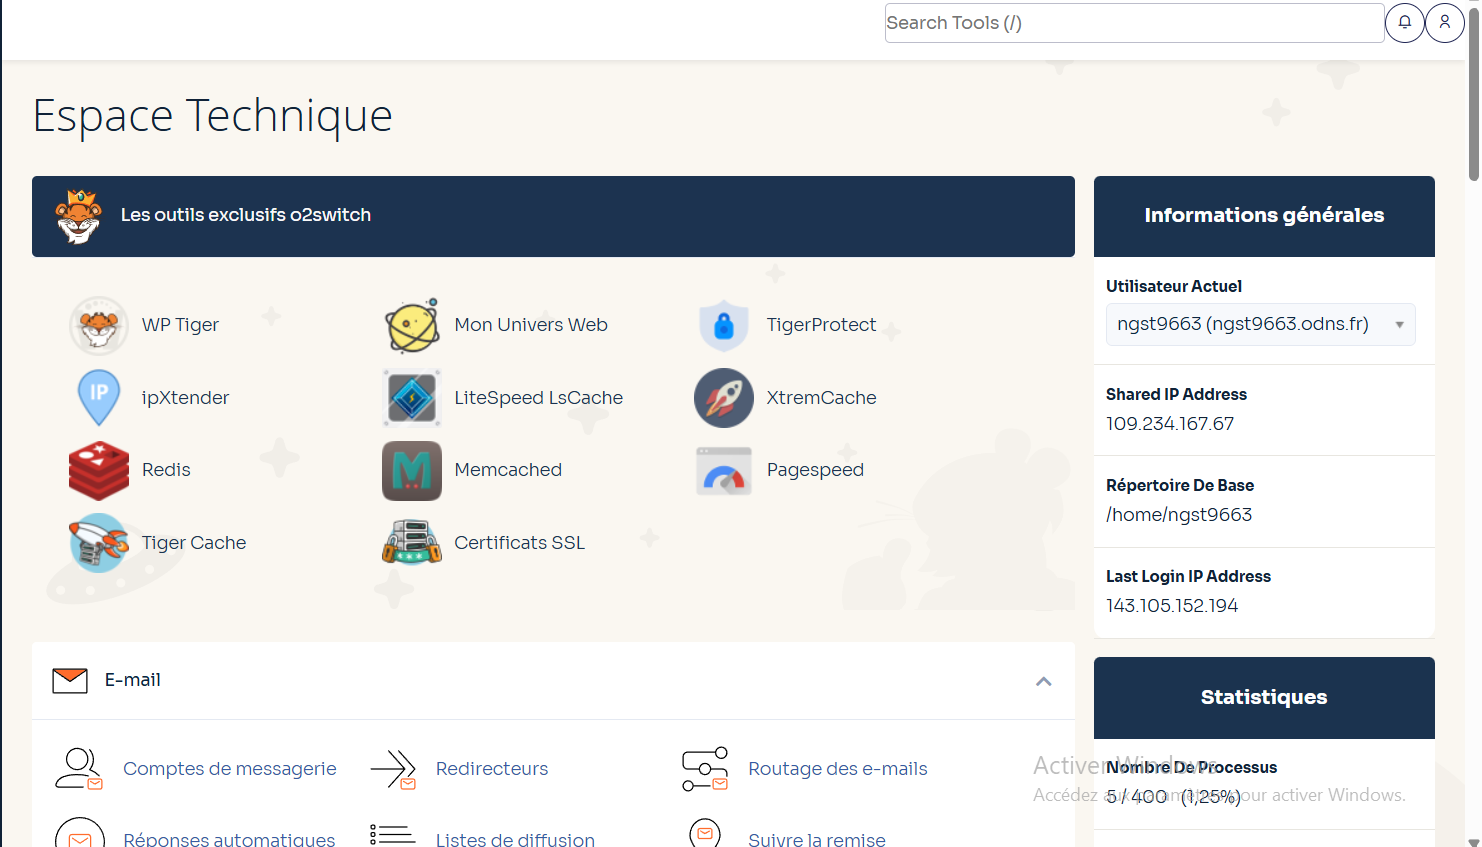 Search Tools (/)
Espace Technique
Les outils exclusifs o2switch
WP Tiger
Mon Univers Web
TigerProtect
IP
ipXtender
LiteSpeed LsCache
XtremCache
Redis
Memcached
Pagespeed
Tiger Cache
Certificats SSL
E-mail
Comptes de messagerie
Redirecteurs
Routage des e-mails
Réponses automatiques
Listes de diffusion
Suivre la remise
Informations générales
Utilisateur Actuel
ngst9663 (ngst9663.odns.fr)
Shared IP Address
109.234.167.67
Répertoire De Base
/home/ngst9663
Last Login IP Address
143.105.152.194
Statistiques
Nombre De Processus
5 / 400 (1,25%)
Activer Windows
Accédez aux paramètres pour activer Windows.